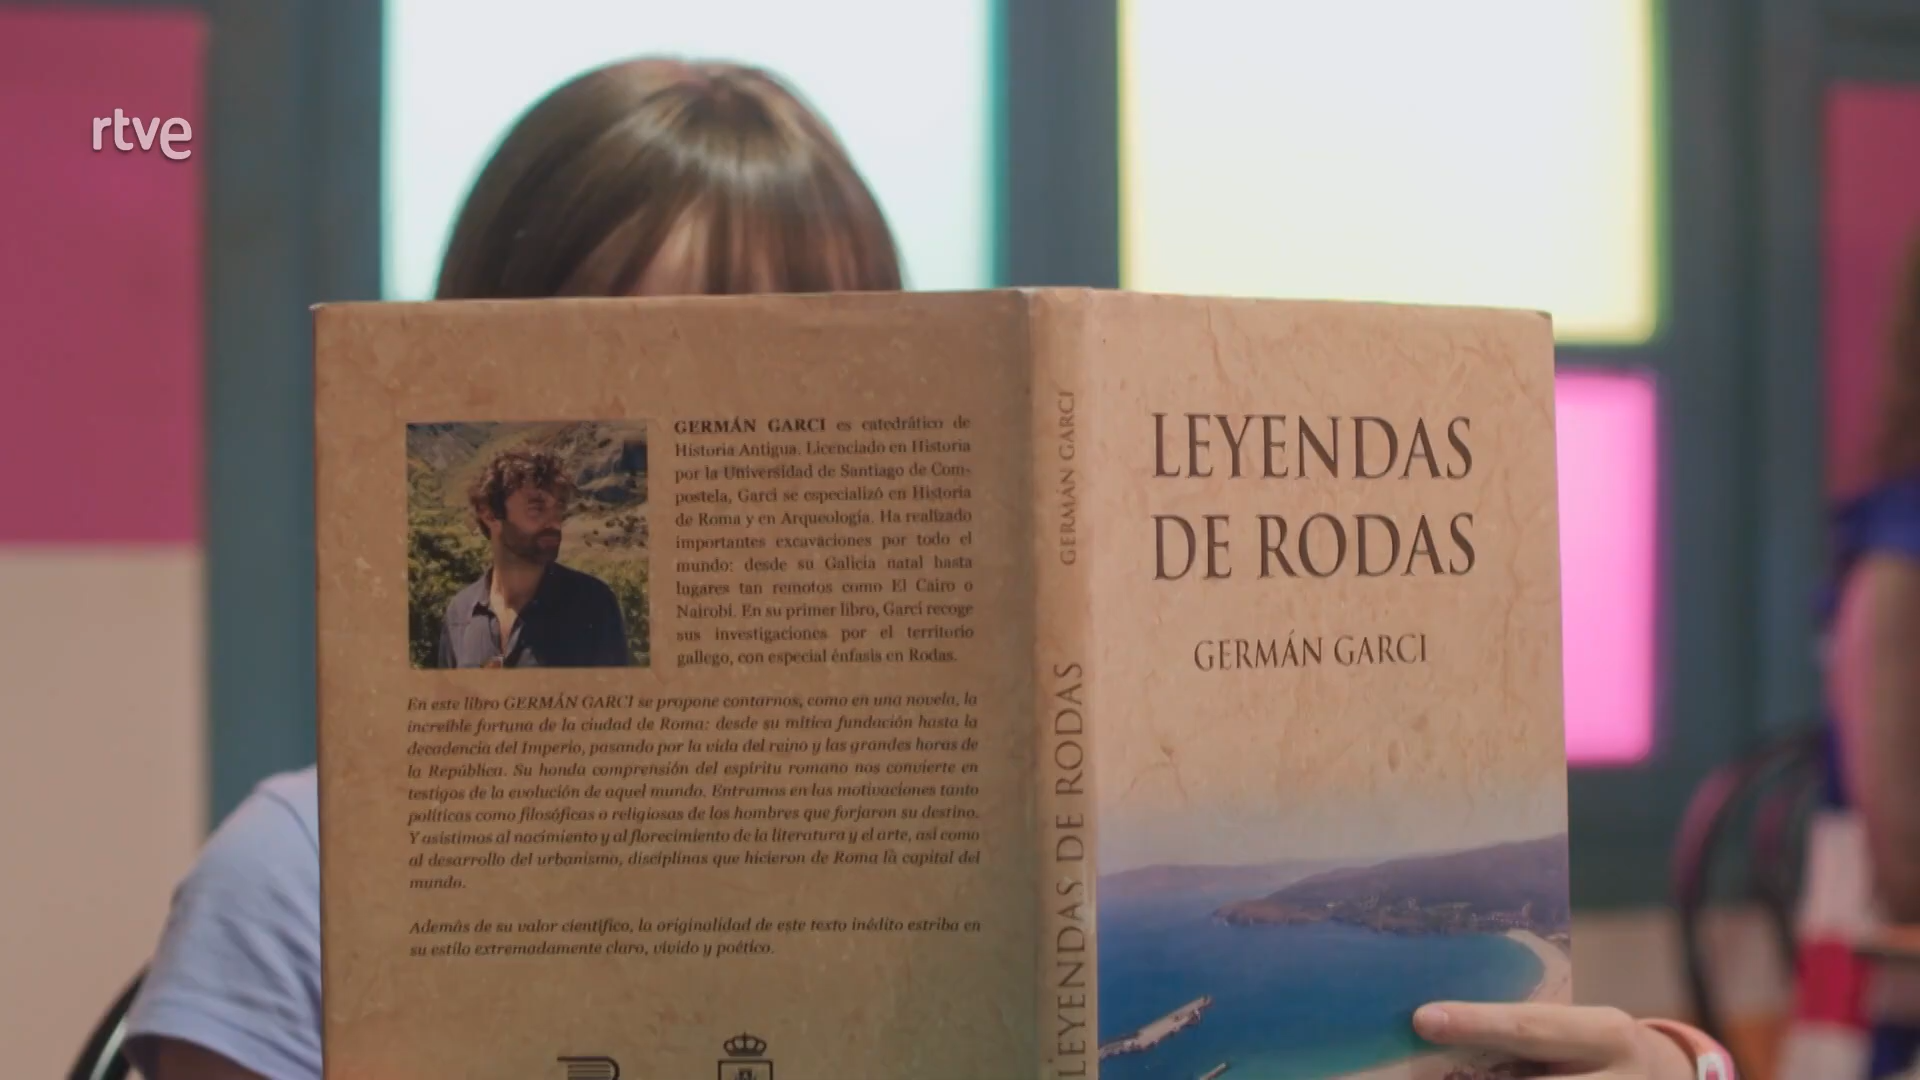 rtve
GERMÁN GARCI es catedrático de
Historia Antigua. Licenciado en Historia
por la Universidad de Santiago de Com-
postela, Garci se especializó en Historia
de Roma y en Arqueología. Ha realizado
importantes excavaciones por todo el
mundo: desde su Galicia natal hasta
lugares tan remotos como El Cairo o
Nairobi. En su primer libro, Garci recoge
sus investigaciones por el territorio
gallego, con especial énfasis en Rodas.
En este libro GERMÁN GARCI se propone contarnos, como en una novela, la
increíble fortuna de la ciudad de Roma: desde su mítica fundación hasta la
decadencia del Imperio, pasando por la vida del reino y las grandes horas de
la República. Su honda comprensión del espíritu romano nos convierte en
testigos de la evolución de aquel mundo. Entramos en las motivaciones tanto
políticas como filosóficas o religiosas de los hombres que forjaron su destino.
Y asistimos al nacimiento y al florecimiento de la literatura y el arte, así como
al desarrollo del urbanismo, disciplinas que hicieron de Roma la capital del
mundo.
Además de su valor científico, la originalidad de este texto inédito estriba en
su estilo extremadamente claro, vívido y poético.
LEYENDAS DE RODAS
GERMÁN GARCI
LEYENDAS
DE RODAS
GERMÁN GARCI